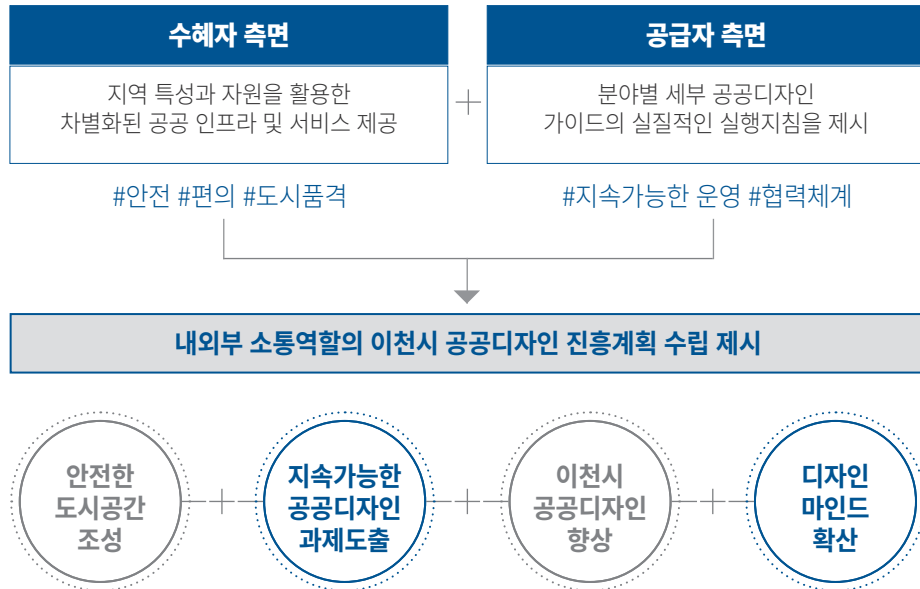 수혜자 측면
지역 특성과 자원을 활용한
차별화된 공공 인프라 및 서비스 제공
#안전 #편의 #도시품격
+
공급자 측면
분야별 세부 공공디자인
가이드의 실질적인 실행지침을 제시
#지속가능한 운영 #협력체계
내외부 소통역할의 이천시 공공디자인 진흥계획 수립 제시
안전한
도시공간
조성
+
지속가능한
공공디자인
과제도출
+
이천시
공공디자인
향상
+
디자인
마인드
확산